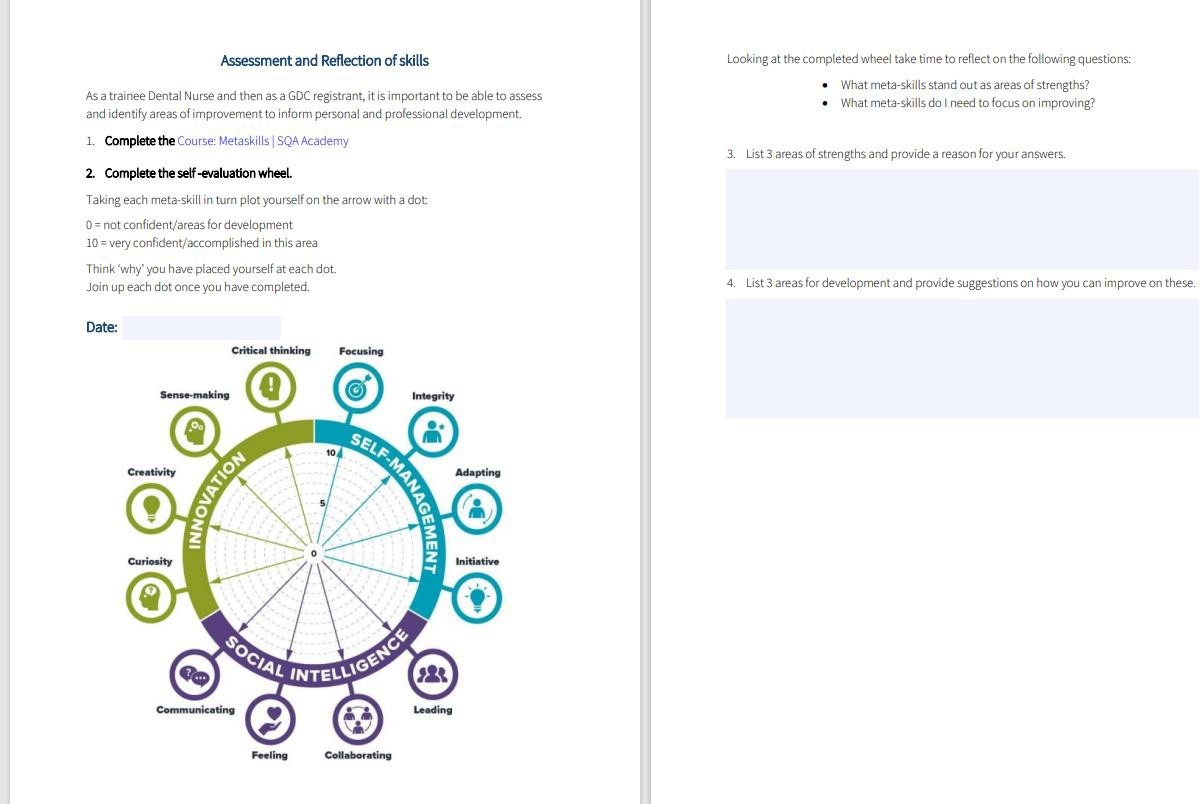 Assessment and Reflection of skills
As a trainee Dental Nurse and then as a GDC registrant, it is important to be able to assess
and identify areas of improvement to inform personal and professional development.
1. Complete the Course: Metaskills | SQA Academy
2. Complete the self -evaluation wheel.
Taking each meta-skill in turn plot yourself on the arrow with a dot:
0 = not confident/areas for development
10 = very confident/accomplished in this area
Think ‘why’ you have placed yourself at each dot.
Join up each dot once you have completed.
Date:
Critical thinking
Focusing
Sense-making
Integrity
Creativity
Adapting
Curiosity
Initiative
Communicating
Leading
Feeling
Collaborating
INNOVATION
SELF-MANAGEMENT
SOCIAL INTELLIGENCE
10
5
0
Looking at the completed wheel take time to reflect on the following questions:
• What meta-skills stand out as areas of strengths?
• What meta-skills do I need to focus on improving?
3. List 3 areas of strengths and provide a reason for your answers.
4. List 3 areas for development and provide suggestions on how you can improve on these.